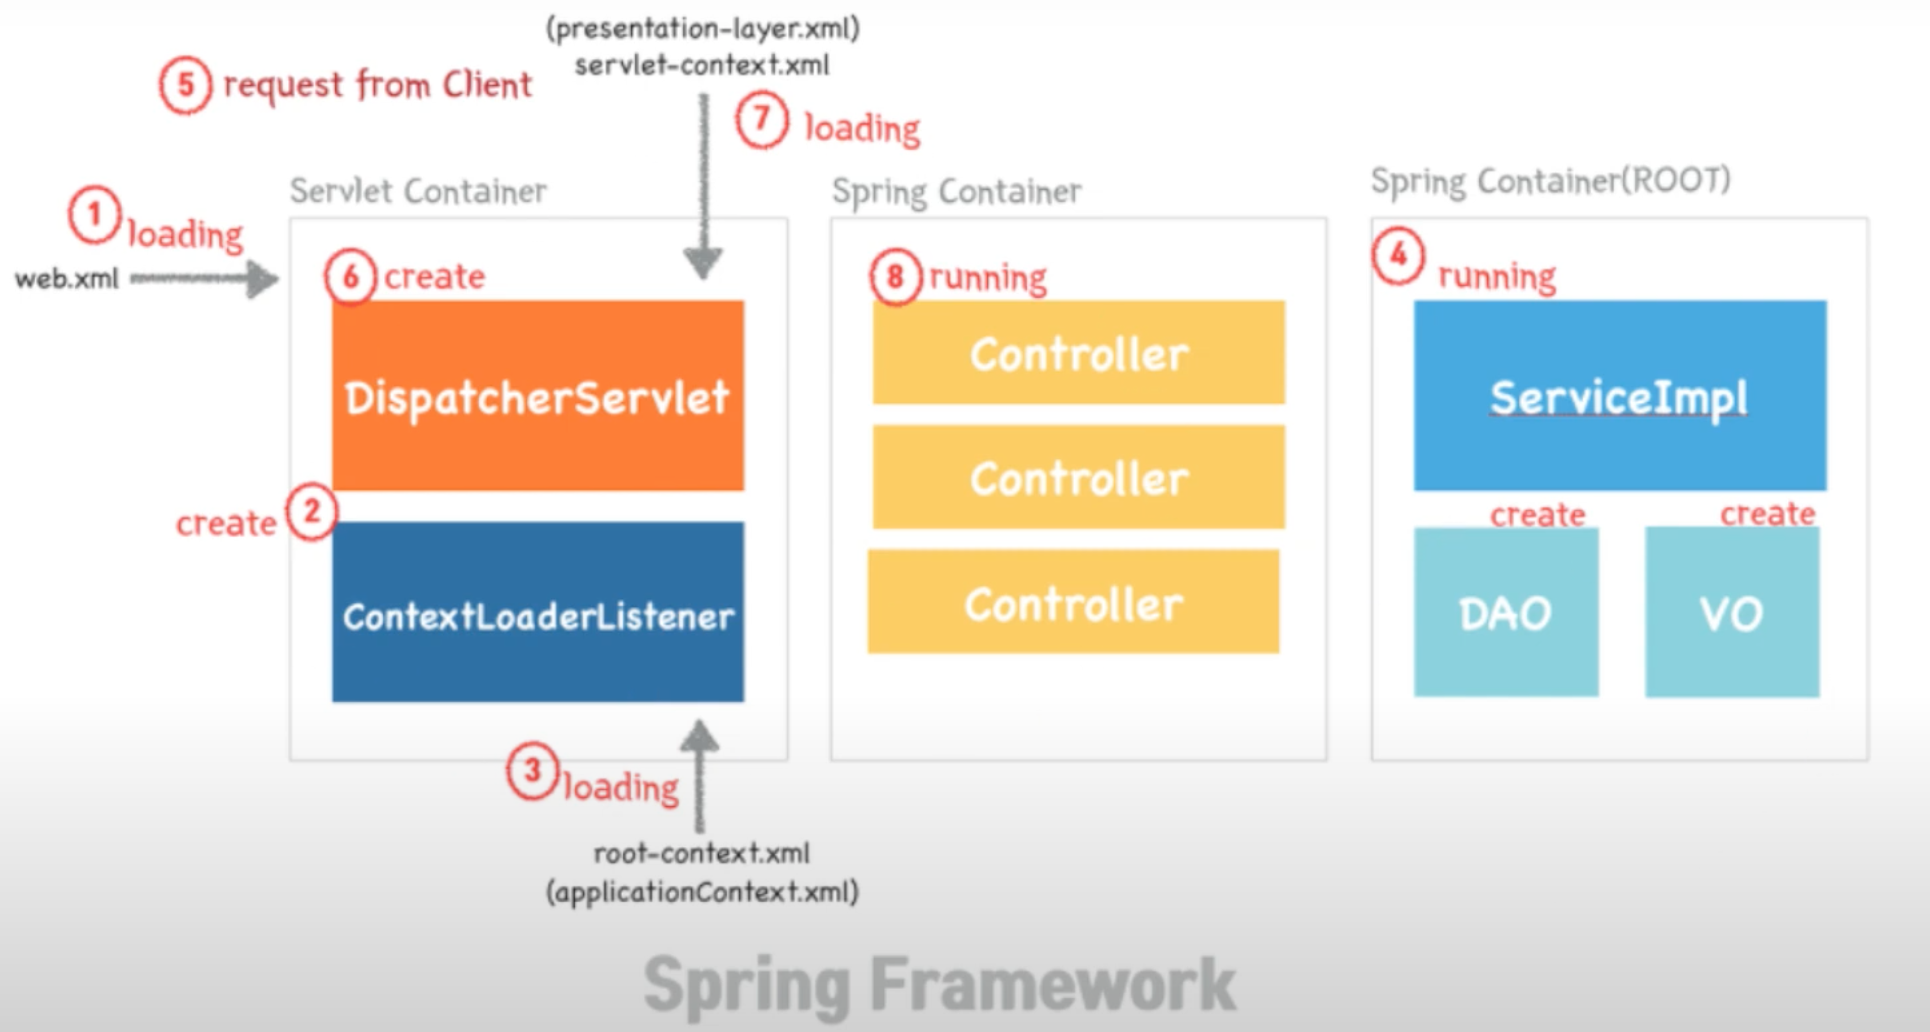 (presentation-layer.xml)
servlet-context.xml
5 request from Client
7 loading
Servlet Container
Spring Container
Spring Container(ROOT)
1 loading
web.xml
6 create
8 running
4 running
DispatcherServlet
Controller
Controller
Controller
ServiceImpl
create 2
create
create
ContextLoaderListener
DAO
VO
3 loading
root-context.xml
(applicationContext.xml)
Spring Framework